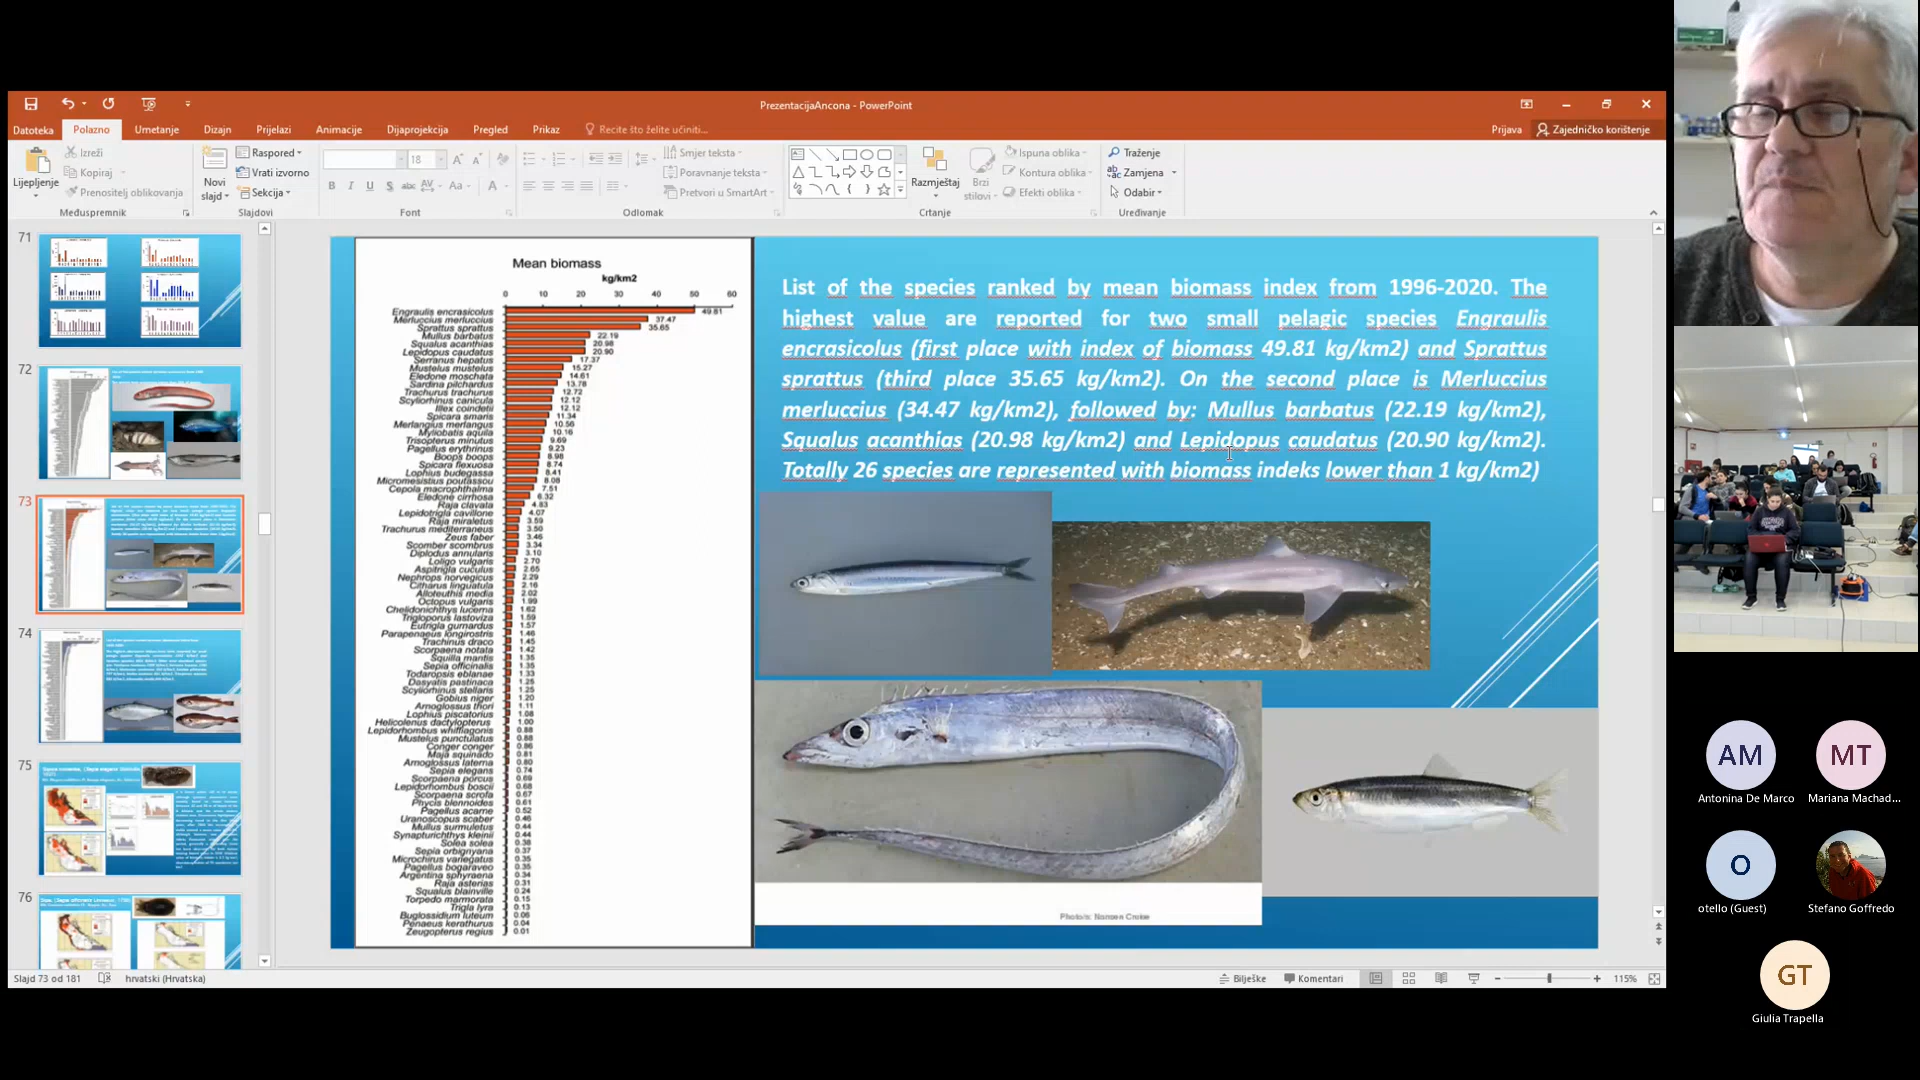 PrezentacijaAncona - PowerPoint
Datoteka Polazno Umetanje Dizajn Prijelazi Animacije Dijaprojekcija Pregled Prikaz Recite što želite učiniti... Prijava Zajedničko korištenje
Lijepljenje
Izreži
Kopiraj
Prenositelj oblikovanja
Međuspremnik
Novi slajd
Raspored
Vrati izvorno
Sekcija
Slajdovi
18
B I U S abc AV Aa A
Font
Smjer teksta
Poravnanje teksta
Pretvori u SmartArt
Odlomak
Razmještaj
Brzi stilovi
Ispuna oblika
Kontura oblika
Efekti oblika
Crtanje
Traženje
Zamjena
Odabir
Uređivanje
71
72
73
74
75
76
Mean biomass
kg/km2
0 10 20 30 40 50 60
Engraulis encrasicolus 49.81
Merluccius merluccius 37.47
Sprattus sprattus 35.65
Mullus barbatus 22.19
Squalus acanthias 20.98
Lepidopus caudatus 20.90
Serranus hepatus 17.37
Mustelus mustelus 15.27
Eledone moschata 14.61
Sardina pilchardus 13.78
Trachurus trachurus 12.72
Scyliorhinus canicula 12.12
Illex coindetii 12.12
Spicara smaris 11.34
Merlangius merlangus 10.56
Myliobatis aquila 10.16
Trisopterus minutus 9.69
Pagellus erythrinus 9.23
Boops boops 8.98
Spicara flexuosa 8.74
Lophius budegassa 8.41
Micromesistius poutassou 8.08
Cepola macrophthalma 7.51
Eledone cirrhosa 6.32
Raja clavata 4.83
Lepidotrigla cavillone 4.07
Raja miraletus 3.59
Trachurus mediterraneus 3.50
Zeus faber 3.46
Scomber scombrus 3.34
Diplodus annularis 3.10
Loligo vulgaris 2.70
Aspitrigla cuculus 2.65
Nephrops norvegicus 2.29
Citharus linguatula 2.16
Alloteuthis media 2.02
Octopus vulgaris 1.99
Chelidonichthys lucerna 1.62
Trigloporus lastoviza 1.59
Eutrigla gurnardus 1.57
Parapenaeus longirostris 1.46
Trachinus draco 1.45
Scorpaena notata 1.42
Squilla mantis 1.35
Sepia officinalis 1.35
Todaropsis eblanae 1.33
Dasyatis pastinaca 1.25
Scyliorhinus stellaris 1.25
Gobius niger 1.20
Arnoglossus thori 1.11
Lophius piscatorius 1.08
Helicolenus dactylopterus 1.00
Lepidorhombus whiffiagonis 0.88
Mustelus punctulatus 0.88
Conger conger 0.86
Maja squinado 0.81
Arnoglossus laterna 0.80
Sepia elegans 0.74
Scorpaena porcus 0.69
Lepidorhombus boscii 0.68
Scorpaena scrofa 0.67
Phycis blennoides 0.61
Pagellus acarne 0.52
Uranoscopus scaber 0.46
Mullus surmuletus 0.44
Synapturichthys kleinii 0.44
Solea solea 0.38
Sepia orbignyana 0.37
Microchirus variegatus 0.35
Pagellus bogaraveo 0.35
Argentina sphyraena 0.34
Raja asterias 0.31
Squalus blainville 0.24
Torpedo marmorata 0.15
Trigla lyra 0.13
Buglossidium luteum 0.06
Penaeus kerathurus 0.04
Zeugopterus regius 0.01
List of the species ranked by mean biomass index from 1996-2020. The
highest value are reported for two small pelagic species Engraulis
encrasicolus (first place with index of biomass 49.81 kg/km2) and Sprattus
sprattus (third place 35.65 kg/km2). On the second place is Merluccius
merluccius (34.47 kg/km2), followed by: Mullus barbatus (22.19 kg/km2),
Squalus acanthias (20.98 kg/km2) and Lepidopus caudatus (20.90 kg/km2).
Totally 26 species are represented with biomass indeks lower than 1 kg/km2)
Photo/s: Nansen Cruise
Slajd 73 od 181 hrvatski (Hrvatska) Bilješke Komentari 115%
AM
Antonina De Marco
MT
Mariana Machad...
O
otello (Guest)
Stefano Goffredo
GT
Giulia Trapella